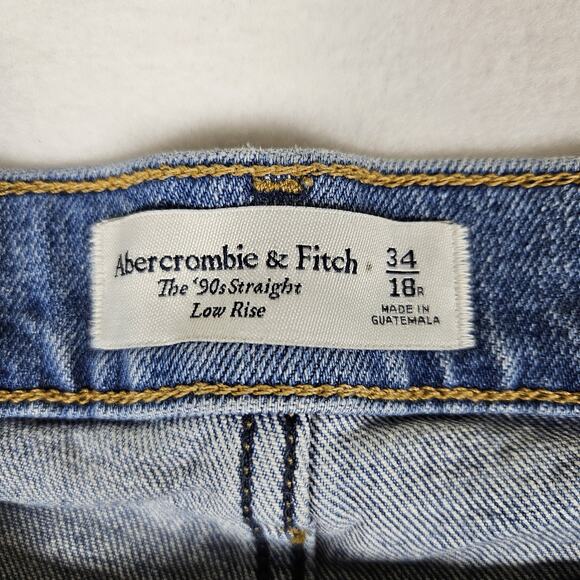 Abercrombie & Fitch
The '90s Straight
Low Rise
34
18R
MADE IN
GUATEMALA